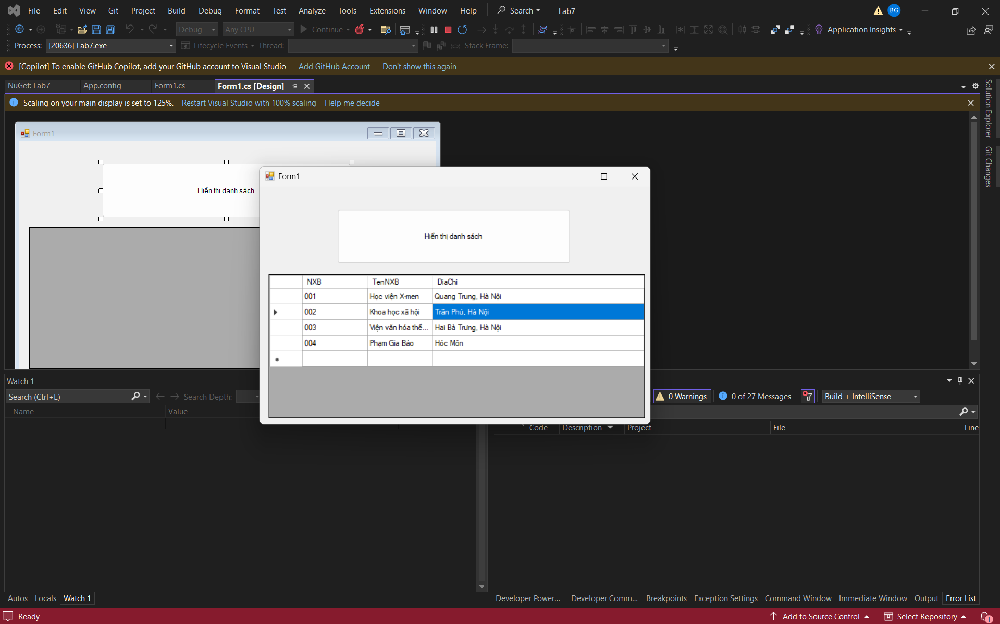 File Edit View Git Project Build Debug Format Test Analyze Tools Extensions Window Help Search Lab7 BG
Debug Any CPU Continue Application Insights
Process: [20636] Lab7.exe Lifecycle Events Thread: Stack Frame:
[Copilot] To enable GitHub Copilot, add your GitHub account to Visual Studio Add GitHub Account Don't show this again
NuGet: Lab7 App.config Form1.cs Form1.cs [Design]
Scaling on your main display is set to 125%. Restart Visual Studio with 100% scaling Help me decide
Solution Explorer
Git Changes
Form1
Hiển thị danh sách
Form1
Hiển thị danh sách
NXB TenNXB DiaChi
001 Học viện X-men Quang Trung, Hà Nội
002 Khoa học xã hội Trần Phú, Hà Nội
003 Viện văn hóa thể... Hai Bà Trưng, Hà Nội
004 Phạm Gia Bảo Hóc Môn
Watch 1
Search (Ctrl+E) Search Depth:
Name Value
0 Warnings 0 of 27 Messages Build + IntelliSense
Code Description Project File Line
Autos Locals Watch 1
Developer Power... Developer Comm... Breakpoints Exception Settings Command Window Immediate Window Output Error List
Ready Add to Source Control Select Repository 1